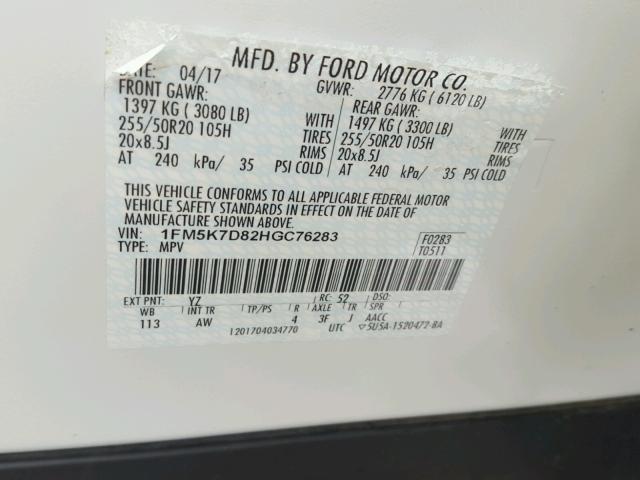 MFD. BY FORD MOTOR CO.
DATE: 04/17 GVWR: 2776 KG ( 6120 LB)
FRONT GAWR: REAR GAWR:
1397 KG ( 3080 LB) WITH 1497 KG ( 3300 LB) WITH
255/50R20 105H TIRES 255/50R20 105H TIRES
20x8.5J RIMS 20x8.5J RIMS
AT 240 kPa/ 35 PSI COLD AT 240 kPa/ 35 PSI COLD
THIS VEHICLE CONFORMS TO ALL APPLICABLE FEDERAL MOTOR
VEHICLE SAFETY STANDARDS IN EFFECT ON THE DATE OF
MANUFACTURE SHOWN ABOVE.
VIN: 1FM5K7D82HGC76283 F0283
TYPE: MPV T0511
EXT PNT: YZ RC: 52 DSO:
WB INT TR TP/PS R AXLE TR SPR
113 AW 4 3F J AACC
1201704034770 UTC 5U5A-1520472-BA